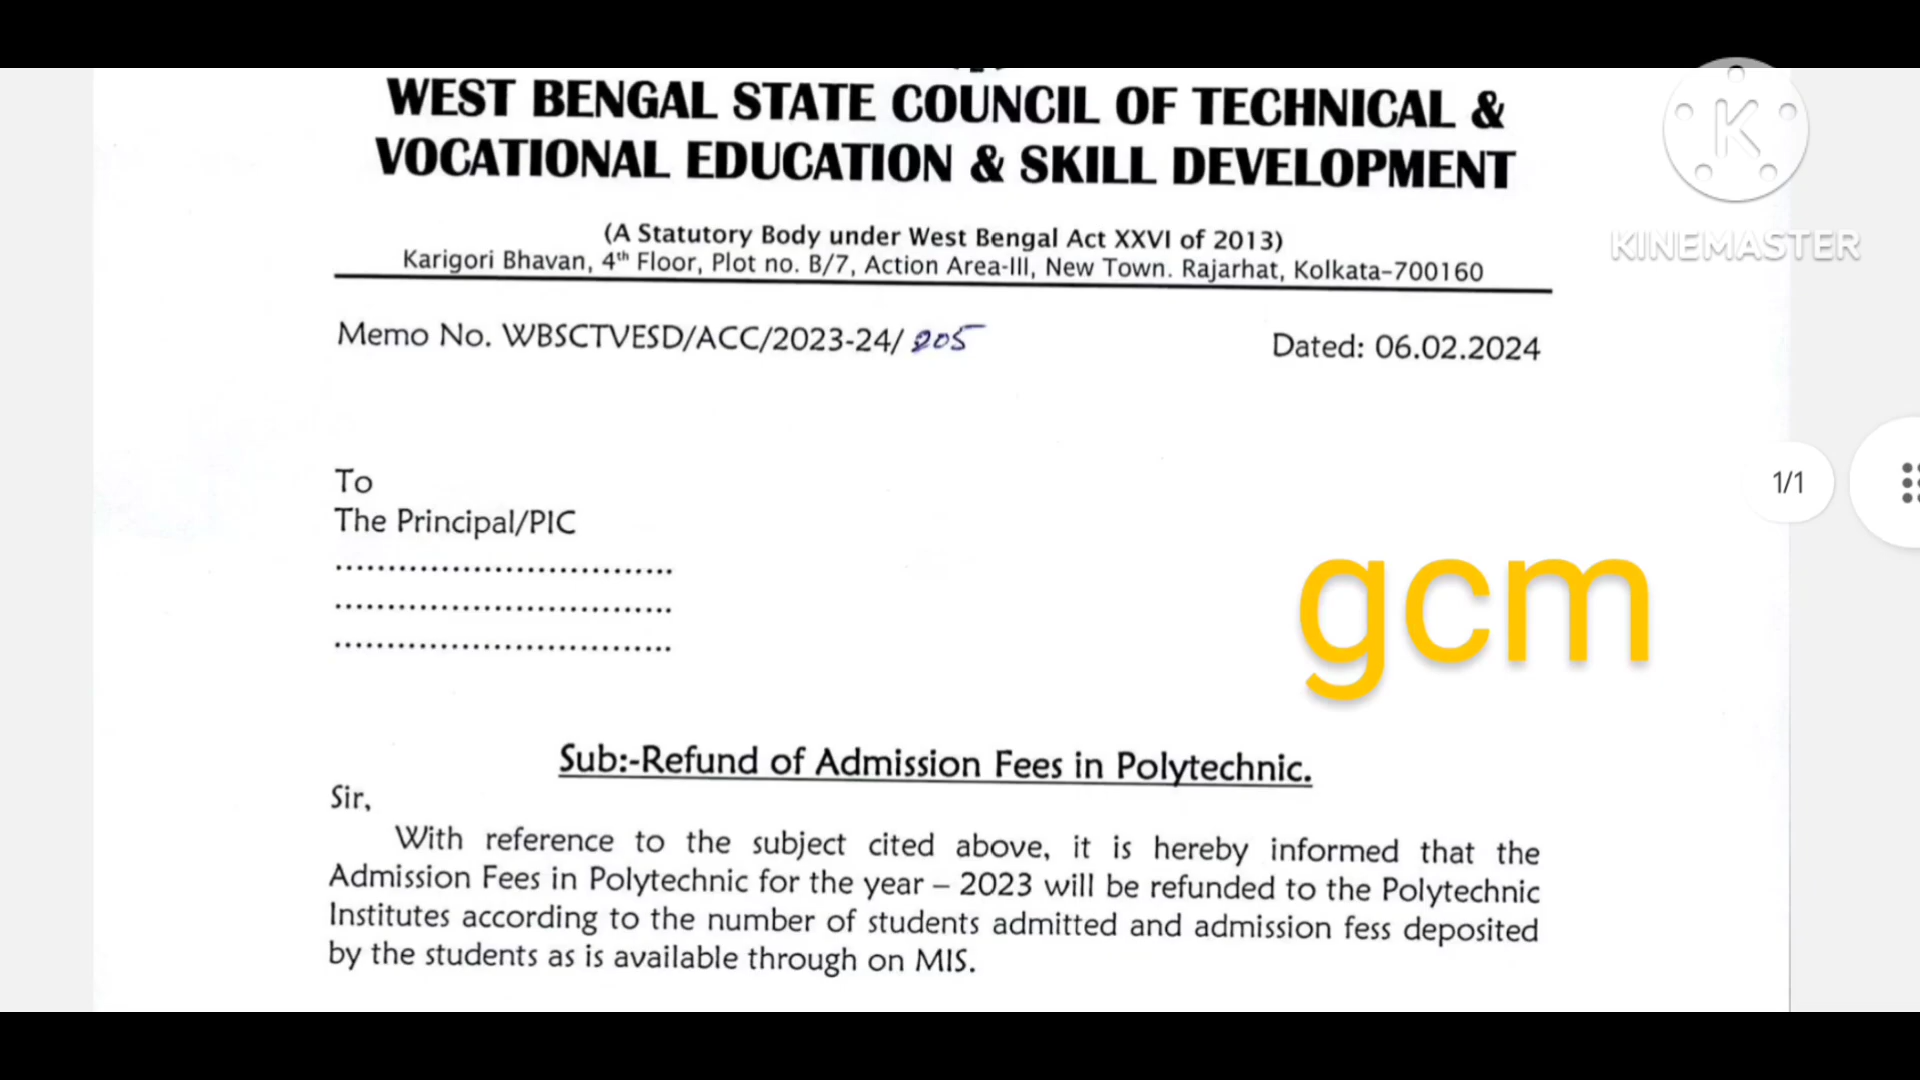 WEST BENGAL STATE COUNCIL OF TECHNICAL &
VOCATIONAL EDUCATION & SKILL DEVELOPMENT
(A Statutory Body under West Bengal Act XXVI of 2013)
Karigori Bhavan, 4th Floor, Plot no. B/7, Action Area-III, New Town. Rajarhat, Kolkata-700160
Memo No. WBSCTVESD/ACC/2023-24/ 205
Dated: 06.02.2024
To
The Principal/PIC
................................
................................
................................
Sub:-Refund of Admission Fees in Polytechnic.
Sir,
With reference to the subject cited above, it is hereby informed that the
Admission Fees in Polytechnic for the year – 2023 will be refunded to the Polytechnic
Institutes according to the number of students admitted and admission fess deposited
by the students as is available through on MIS.
K
KINEMASTER
1/1
gcm